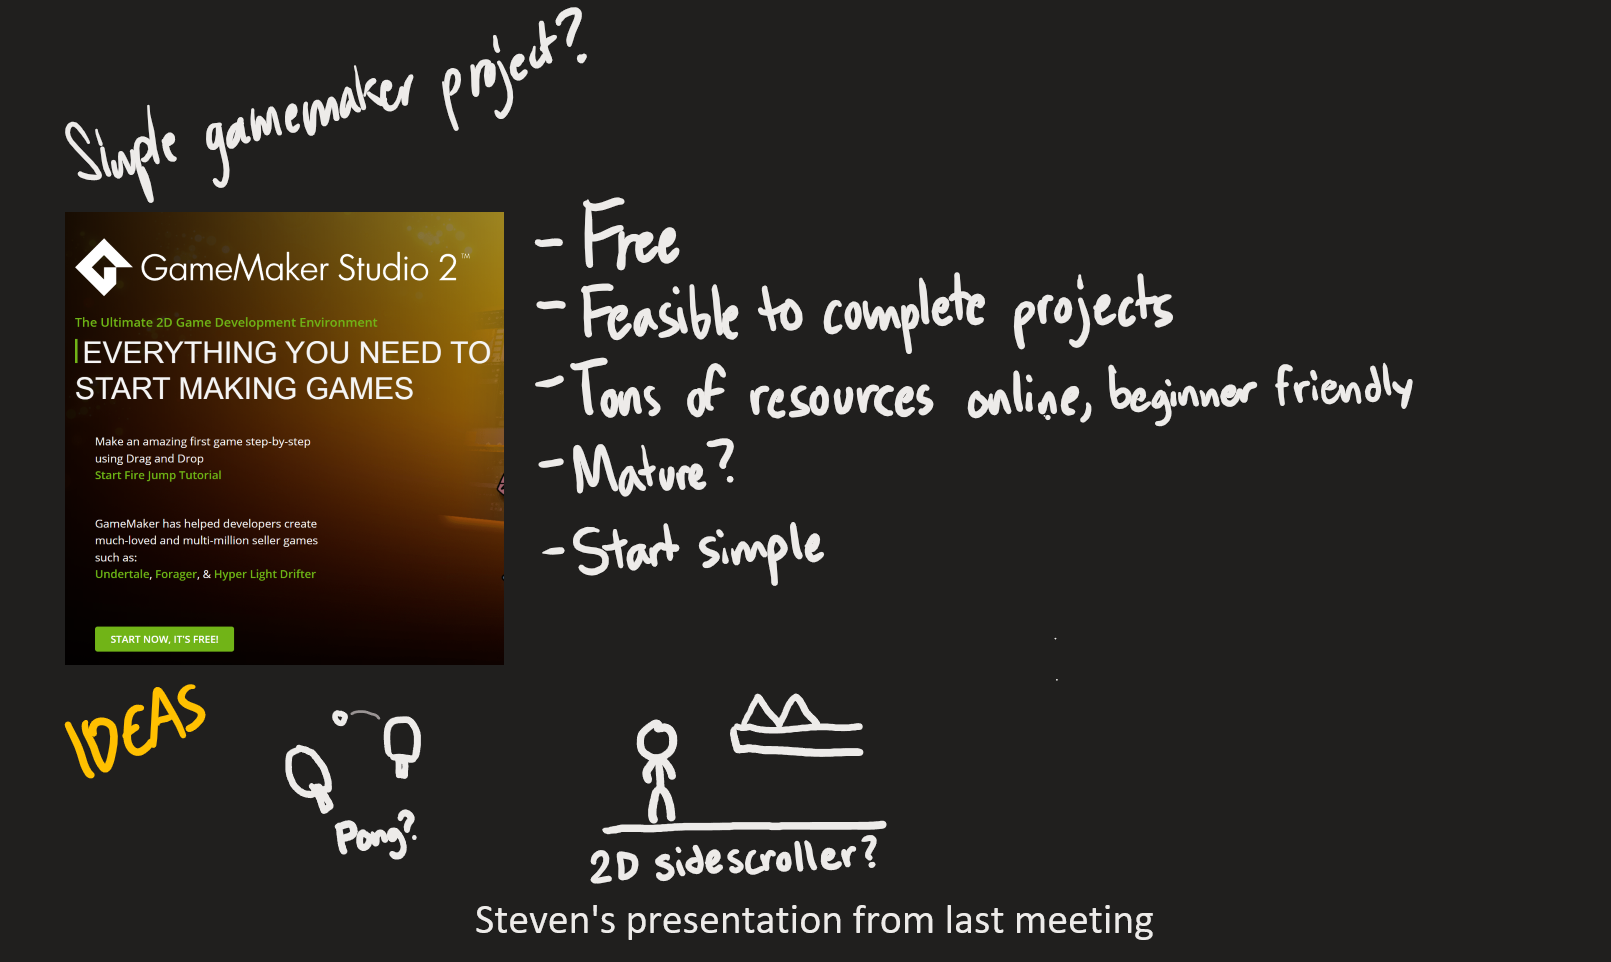 Simple gamemaker project?
GameMaker Studio 2™
The Ultimate 2D Game Development Environment
EVERYTHING YOU NEED TO
START MAKING GAMES
Make an amazing first game step-by-step
using Drag and Drop
Start Fire Jump Tutorial
GameMaker has helped developers create
much-loved and multi-million seller games
such as:
Undertale, Forager, & Hyper Light Drifter
START NOW, IT'S FREE!
- Free
- Feasible to complete projects
- Tons of resources online, beginner friendly
- Mature?
- Start simple
IDEAS
Pong?
2D sidescroller?
Steven's presentation from last meeting